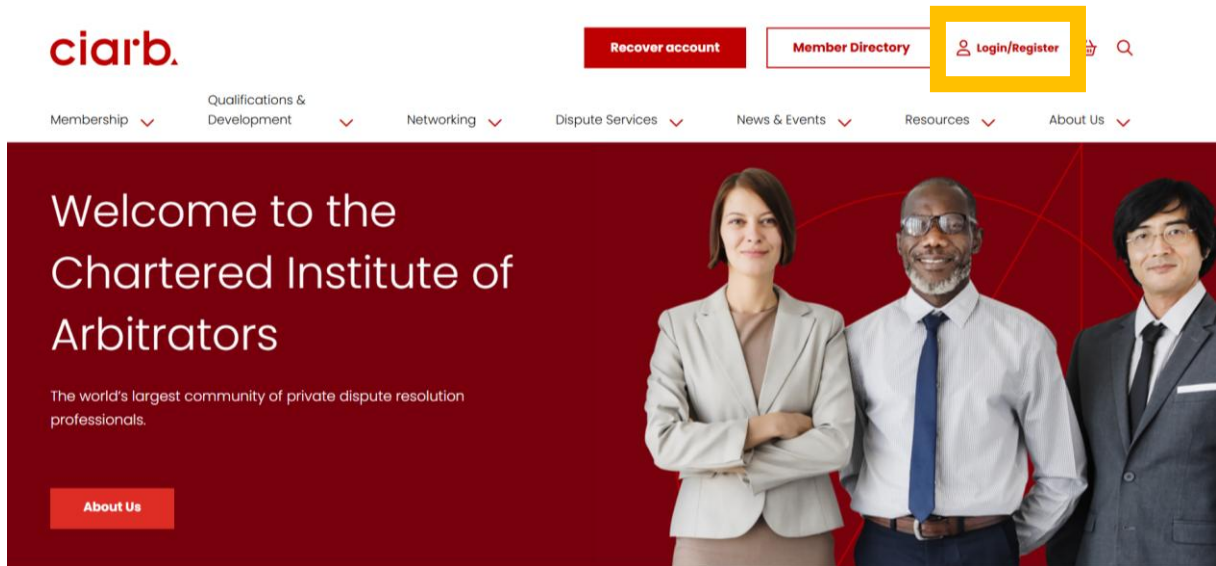 ciarb.
Recover account
Member Directory
Login/Register
Membership
Qualifications &
Development
Networking
Dispute Services
News & Events
Resources
About Us
Welcome to the
Chartered Institute of
Arbitrators
The world's largest community of private dispute resolution
professionals.
About Us